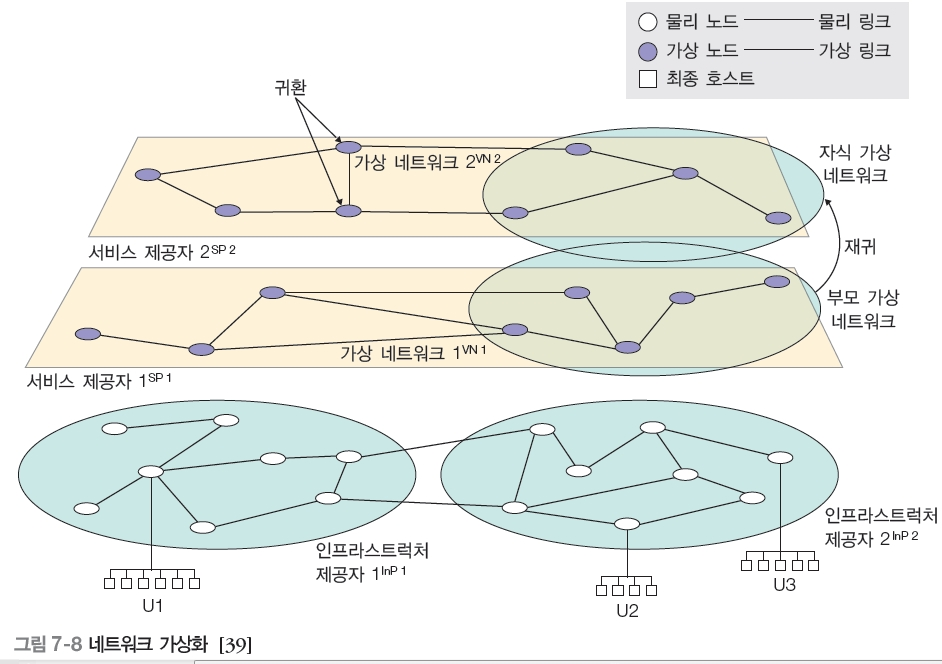 물리 노드 물리 링크
가상 노드 가상 링크
최종 호스트
귀환
가상 네트워크 2VN 2
자식 가상
네트워크
서비스 제공자 2SP 2
재귀
부모 가상
네트워크
가상 네트워크 1VN 1
서비스 제공자 1SP 1
인프라스트럭처
제공자 1InP 1
인프라스트럭처
제공자 2InP 2
U1
U2
U3
그림 7-8 네트워크 가상화 [39]